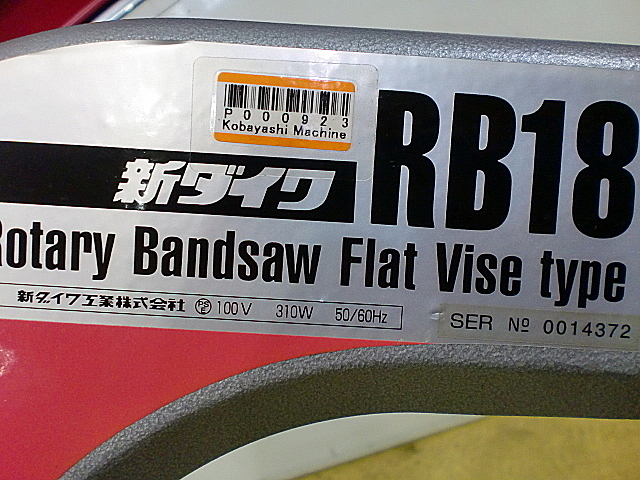 P000923
Kobayashi Machine
RB18
新ダイワ
Rotary Bandsaw Flat Vise type
新ダイワ工業株式会社 PSE 100V 310W 50/60Hz
SER № 0014372